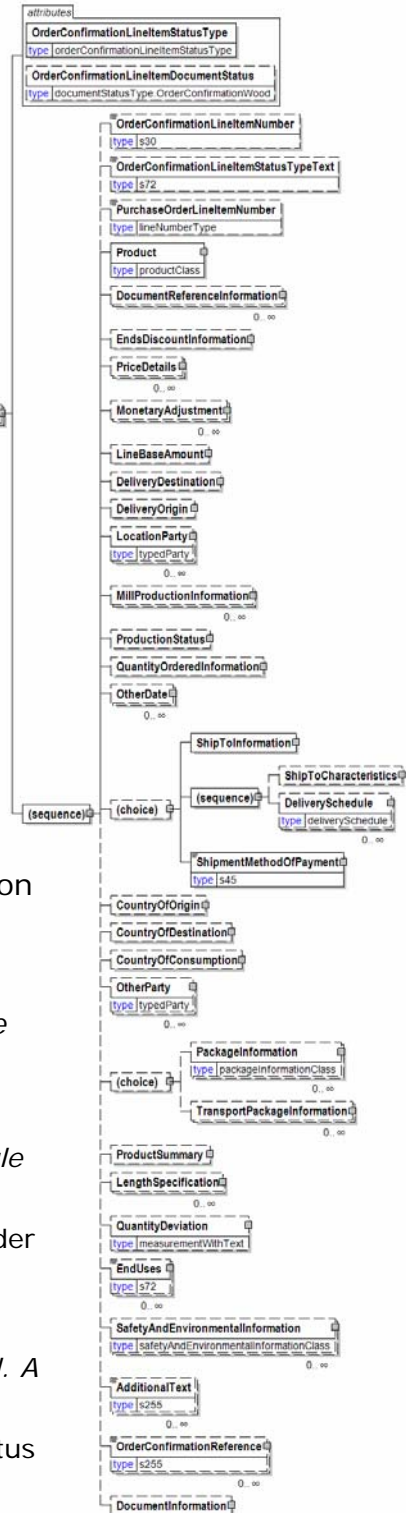 attributes
OrderConfirmationLineItemStatusType
type orderConfirmationLineItemStatusType
OrderConfirmationLineItemDocumentStatus
type documentStatusType.OrderConfirmationWood
OrderConfirmationLineItemNumber
type s30
OrderConfirmationLineItemStatusTypeText
type s72
PurchaseOrderLineItemNumber
type lineNumberType
Product
type productClass
DocumentReferenceInformation
0..∞
EndsDiscountInformation
PriceDetails
0..∞
MonetaryAdjustment
0..∞
LineBaseAmount
DeliveryDestination
DeliveryOrigin
LocationParty
type typedParty
0..∞
MillProductionInformation
0..∞
ProductionStatus
QuantityOrderedInformation
OtherDate
0..∞
ShipToInformation
(sequence)
ShipToCharacteristics
DeliverySchedule
type deliverySchedule
0..∞
(sequence)
(choice)
ShipmentMethodOfPayment
type s45
on
CountryOfOrigin
CountryOfDestination
CountryOfConsumption
OtherParty
type typedParty
0..∞
e
(choice)
PackageInformation
type packageInformationClass
0..∞
TransportPackageInformation
0..∞
le
ProductSummary
LengthSpecification
0..∞
der
QuantityDeviation
type measurementWithText
EndUses
type s72
0..∞
SafetyAndEnvironmentalInformation
type safetyAndEnvironmentalInformationClass
0..∞
l. A
AdditionalText
type s255
0..∞
tus
OrderConfirmationReference
type s255
0..∞
DocumentInformation